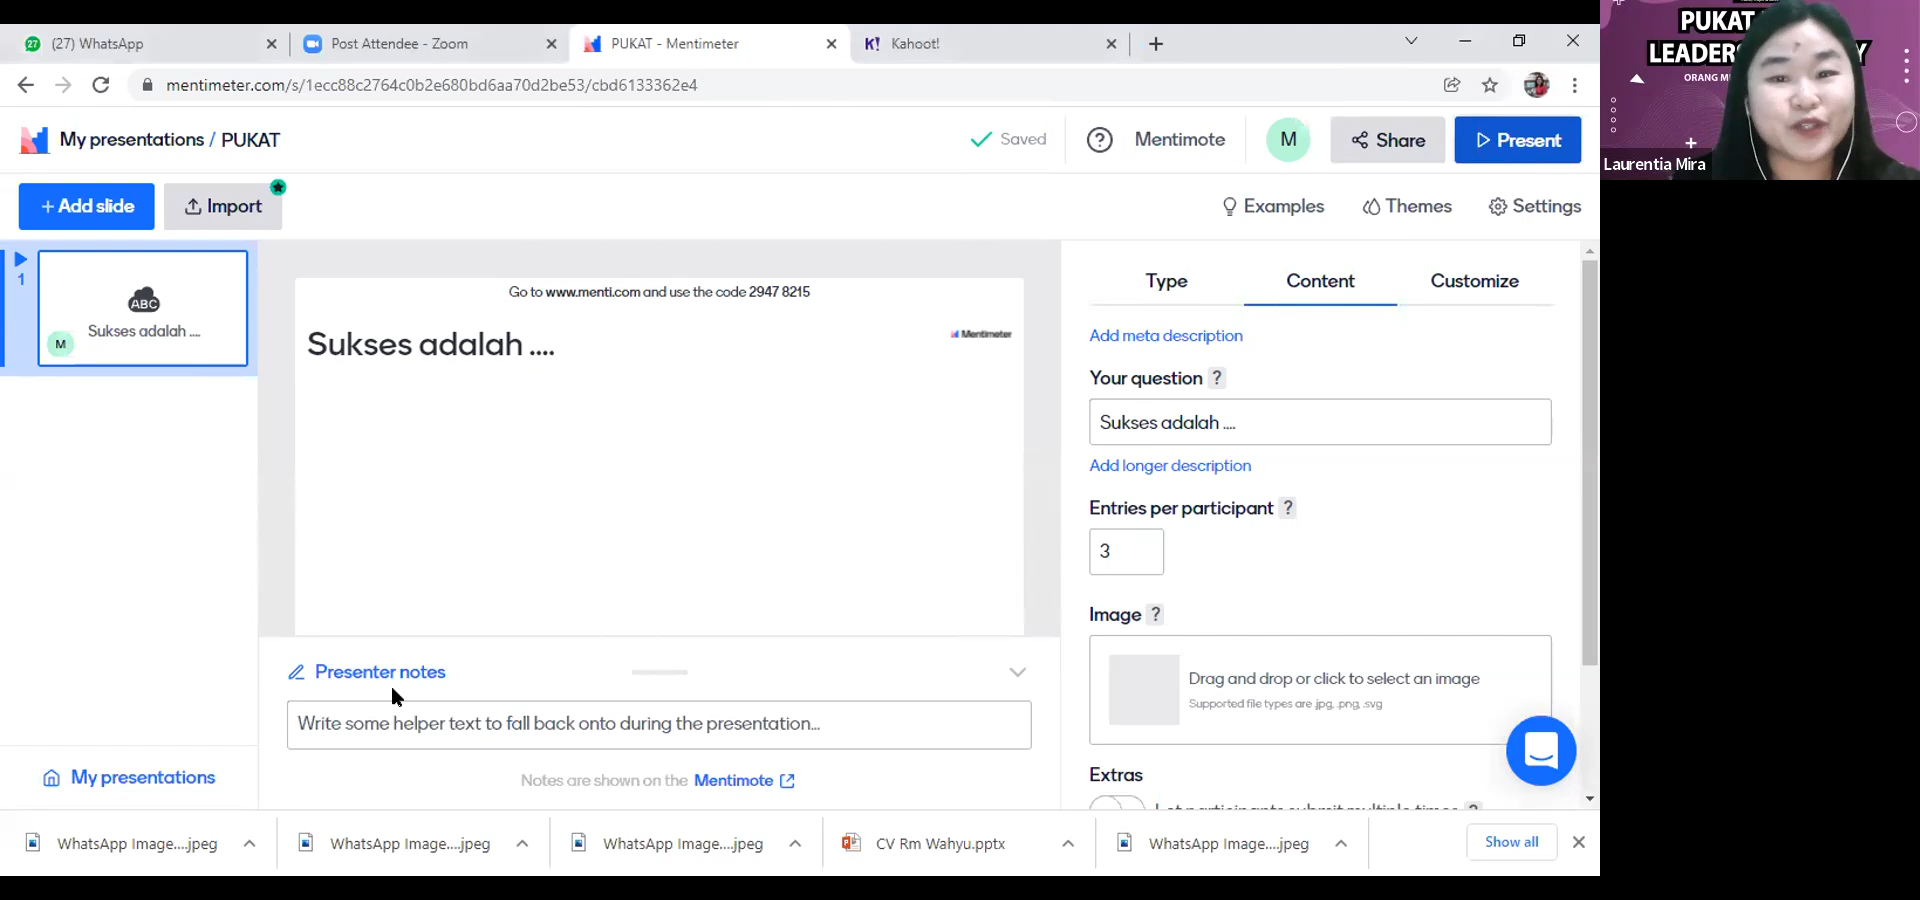 27
(27) WhatsApp
Post Attendee - Zoom
PUKAT - Mentimeter
K! Kahoot!
mentimeter.com/s/1ecc88c2764c0b2e680bd6aa70d2be53/cbd6133362e4
My presentations / PUKAT
Saved
?
Mentimote
M
Share
Present
+ Add slide
Import
Examples
Themes
Settings
1
ABC
Sukses adalah ....
M
Go to www.menti.com and use the code 2947 8215
Sukses adalah ....
Mentimeter
Presenter notes
Write some helper text to fall back onto during the presentation...
Notes are shown on the Mentimote
My presentations
Type
Content
Customize
Add meta description
Your question ?
Sukses adalah ....
Add longer description
Entries per participant ?
3
Image ?
Drag and drop or click to select an image
Supported file types are .jpg, .png, .svg
Extras
Let participants submit multiple times ?
WhatsApp Image....jpeg
WhatsApp Image....jpeg
WhatsApp Image....jpeg
CV Rm Wahyu.pptx
WhatsApp Image....jpeg
Show all
PUKAT
Laurentia Mira